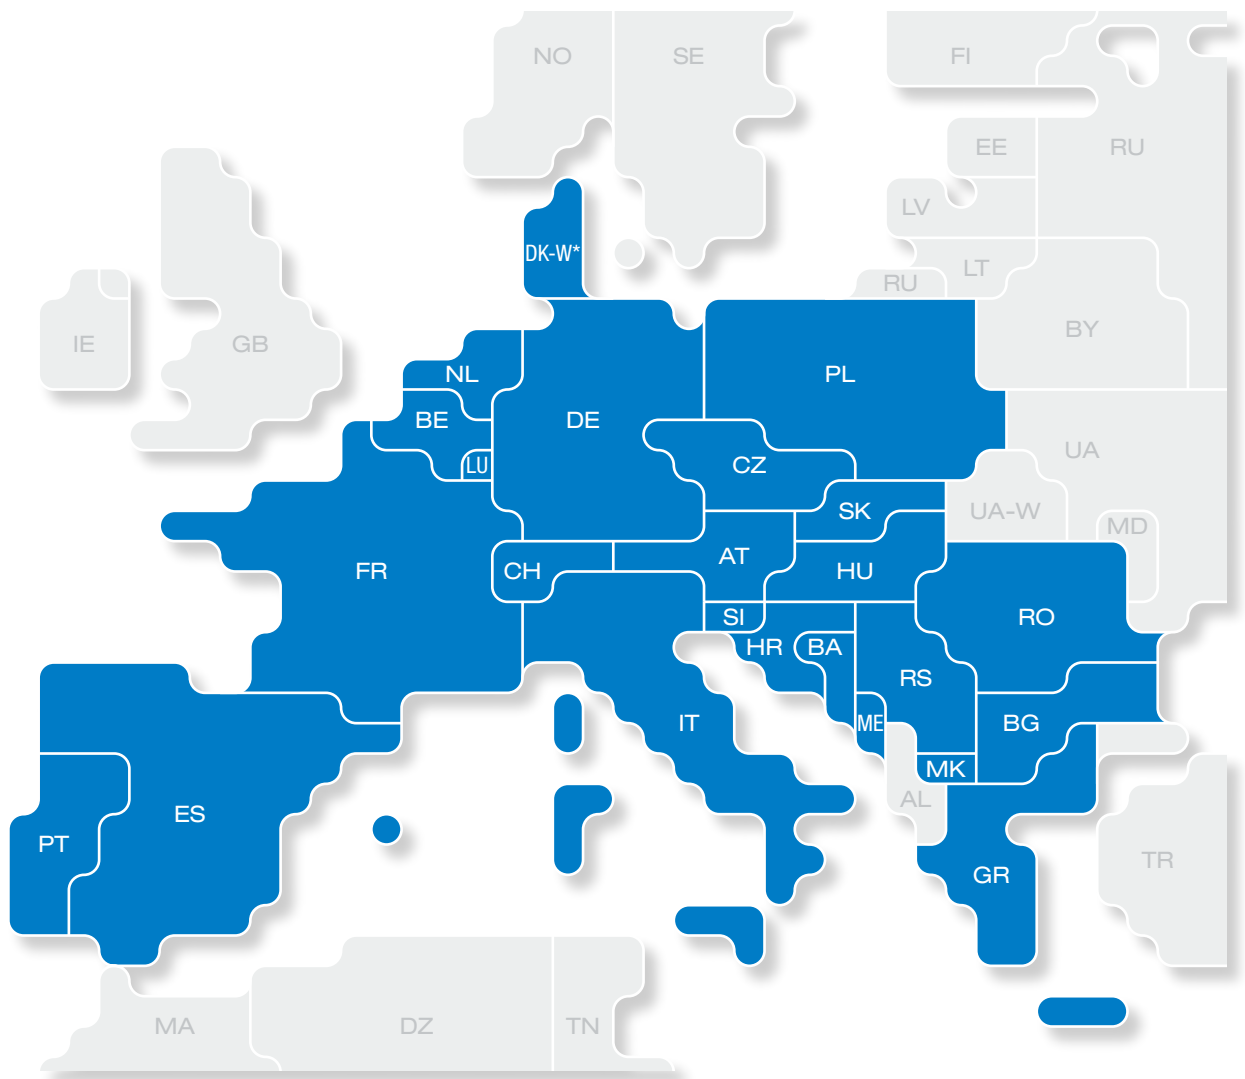 NO
SE
FI
EE
RU
LV
DK-W*
LT
RU
BY
IE
GB
NL
PL
BE
DE
UA
LU
CZ
SK
UA-W
MD
FR
CH
AT
HU
SI
RO
HR
BA
RS
IT
ME
BG
MK
ES
AL
PT
GR
TR
MA
DZ
TN